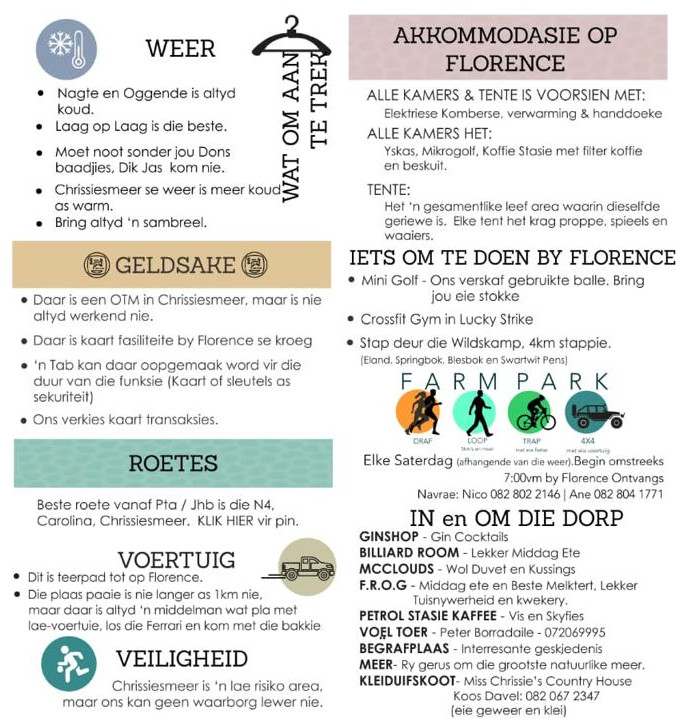 WEER
WAT OM AAN
TE TREK
• Nagte en Oggende is altyd
koud.
• Laag op Laag is die beste.
• Moet noot sonder jou Dons
baadjies, Dik Jas kom nie.
• Chrissiesmeer se weer is meer koud
as warm.
• Bring altyd 'n sambreel.
GELDSAKE
• Daar is een OTM in Chrissiesmeer, maar is nie
altyd werkend nie.
• Daar is kaart fasiliteite by Florence se kroeg
• 'n Tab kan daar oopgemaak word vir die
duur van die funksie (Kaart of sleutels as
sekuriteit)
• Ons verkies kaart transaksies.
ROETES
Beste roete vanaf Pta / Jhb is die N4,
Carolina, Chrissiesmeer. KLIK HIER vir pin.
VOERTUIG
• Dit is teerpad tot op Florence.
• Die plaas paaie is nie langer as 1km nie,
maar daar is altyd 'n middelman wat pla met
lae-voertuie, los die Ferrari en kom met die bakkie
VEILIGHEID
Chrissiesmeer is 'n lae risiko area,
maar ons kan geen waarborg lewer nie.
AKKOMMODASIE OP
FLORENCE
ALLE KAMERS & TENTE IS VOORSIEN MET:
Elektriese Komberse, verwarming & handdoeke
ALLE KAMERS HET:
Yskas, Mikrogolf, Koffie Stasie met filter koffie
en beskuit.
TENTE:
Het 'n gesamentlike leef area waarin dieselfde
geriewe is. Elke tent het krag proppe, spieels en
waaiers.
IETS OM TE DOEN BY FLORENCE
• Mini Golf - Ons verskaf gebruikte balle. Bring
jou eie stokke
• Crossfit Gym in Lucky Strike
• Stap deur die Wildskamp, 4km stappie.
(Eland, Springbok, Blesbok en Swartwit Pens)
FARM PARK
DRAF
LOOP
TRAP
4X4
5km's en meer
met eie fietse
met eie voertuig
Elke Saterdag (afhangende van die weer).Begin omstreeks
7:00vm by Florence Ontvangs
Navrae: Nico 082 802 2146 | Ane 082 804 1771
IN en OM DIE DORP
GINSHOP - Gin Cocktails
BILLIARD ROOM - Lekker Middag Ete
MCCLOUDS - Wol Duvet en Kussings
F.R.O.G - Middag ete en Beste Melktert, Lekker
Tuisnywerheid en kwekery.
PETROL STASIE KAFFEE - Vis en Skyfies
VOEL TOER - Peter Borradaile - 072069995
BEGRAFPLAAS - Interresante geskjedenis
MEER- Ry gerus om die grootste natuurlike meer.
KLEIDUIFSKOOT- Miss Chrissie's Country House
Koos Davel: 082 067 2347
(eie geweer en klei)